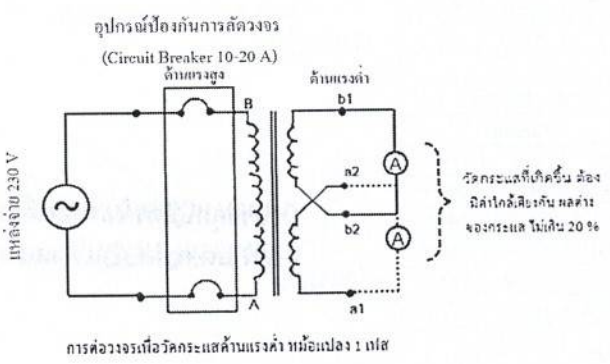 อุปกรณ์ป้องกันการลัดวงจร
(Circuit Breaker 10-20 A)
ด้านแรงสูง
ด้านแรงต่ำ
B
b1
A
a2
แหล่งจ่าย 230 V
b2
A
A
a1
วัดกระแสที่เกิดขึ้น ต้อง
มีค่าใกล้เคียงกัน ผลต่าง
ของกระแส ไม่เกิน 20 %
การต่อวงจรเพื่อวัดกระแสด้านแรงต่ำ หม้อแปลง 1 เฟส